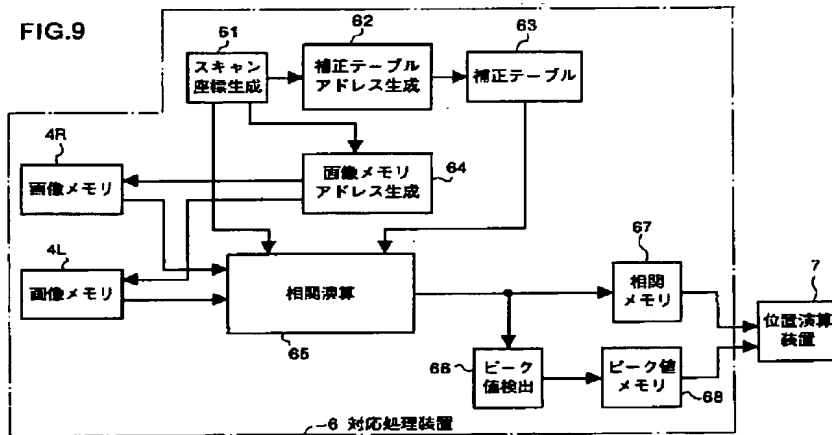 FIG.9
61
スキャン
座標生成
62
補正テーブル
アドレス生成
63
補正テーブル
4R
画像メモリ
画像メモリ
アドレス生成
64
4L
画像メモリ
相関演算
65
67
相関
メモリ
7
位置演算
装置
66
ピーク
値検出
ピーク値
メモリ
68
6 対応処理装置